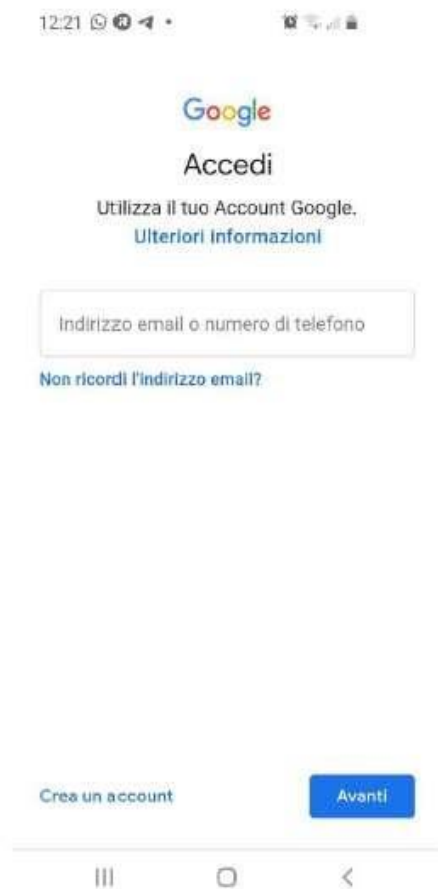 12:21
Google
Accedi
Utilizza il tuo Account Google.
Ulteriori informazioni
Indirizzo email o numero di telefono
Non ricordi l'indirizzo email?
Crea un account
Avanti